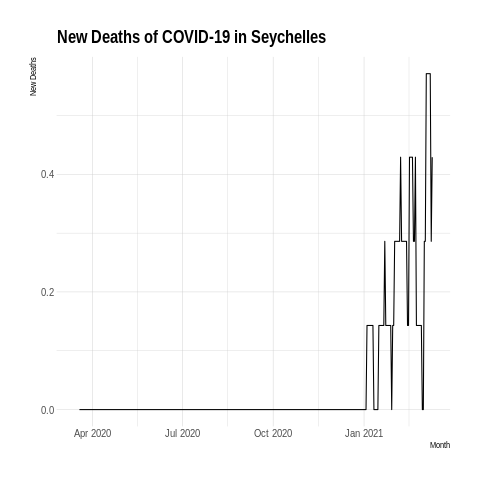 New Deaths of COVID-19 in Seychelles
New Deaths
0.4
0.2
0.0
Apr 2020
Jul 2020
Oct 2020
Jan 2021
Month